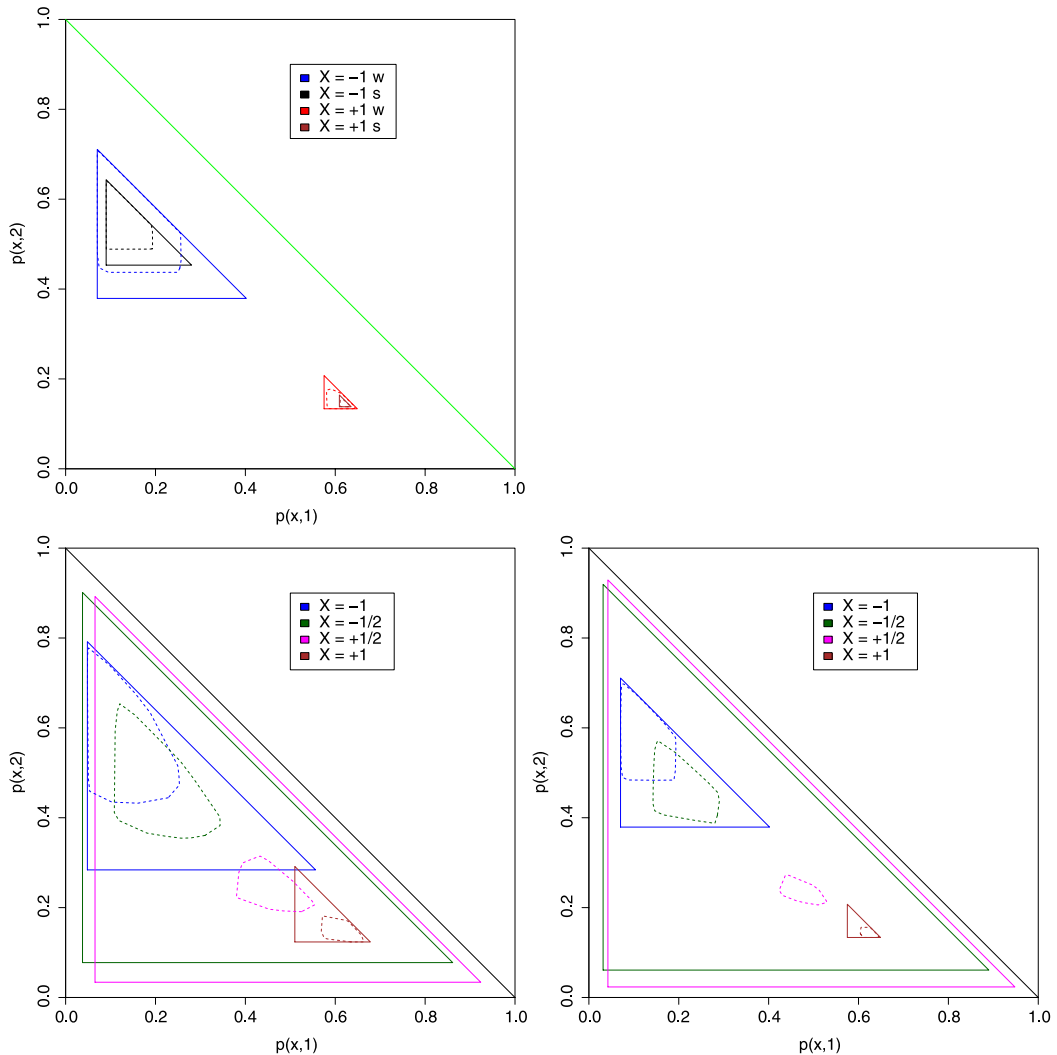 1.0
0.8
0.6
0.4
0.2
0.0
p(x,2)
X = −1 w
X = −1 s
X = +1 w
X = +1 s
0.0 0.2 0.4 0.6 0.8 1.0
p(x,1)
1.0
0.8
0.6
0.4
0.2
0.0
p(x,2)
X = −1
X = −1/2
X = +1/2
X = +1
0.0 0.2 0.4 0.6 0.8 1.0
p(x,1)
1.0
0.8
0.6
0.4
0.2
0.0
p(x,2)
X = −1
X = −1/2
X = +1/2
X = +1
0.0 0.2 0.4 0.6 0.8 1.0
p(x,1)